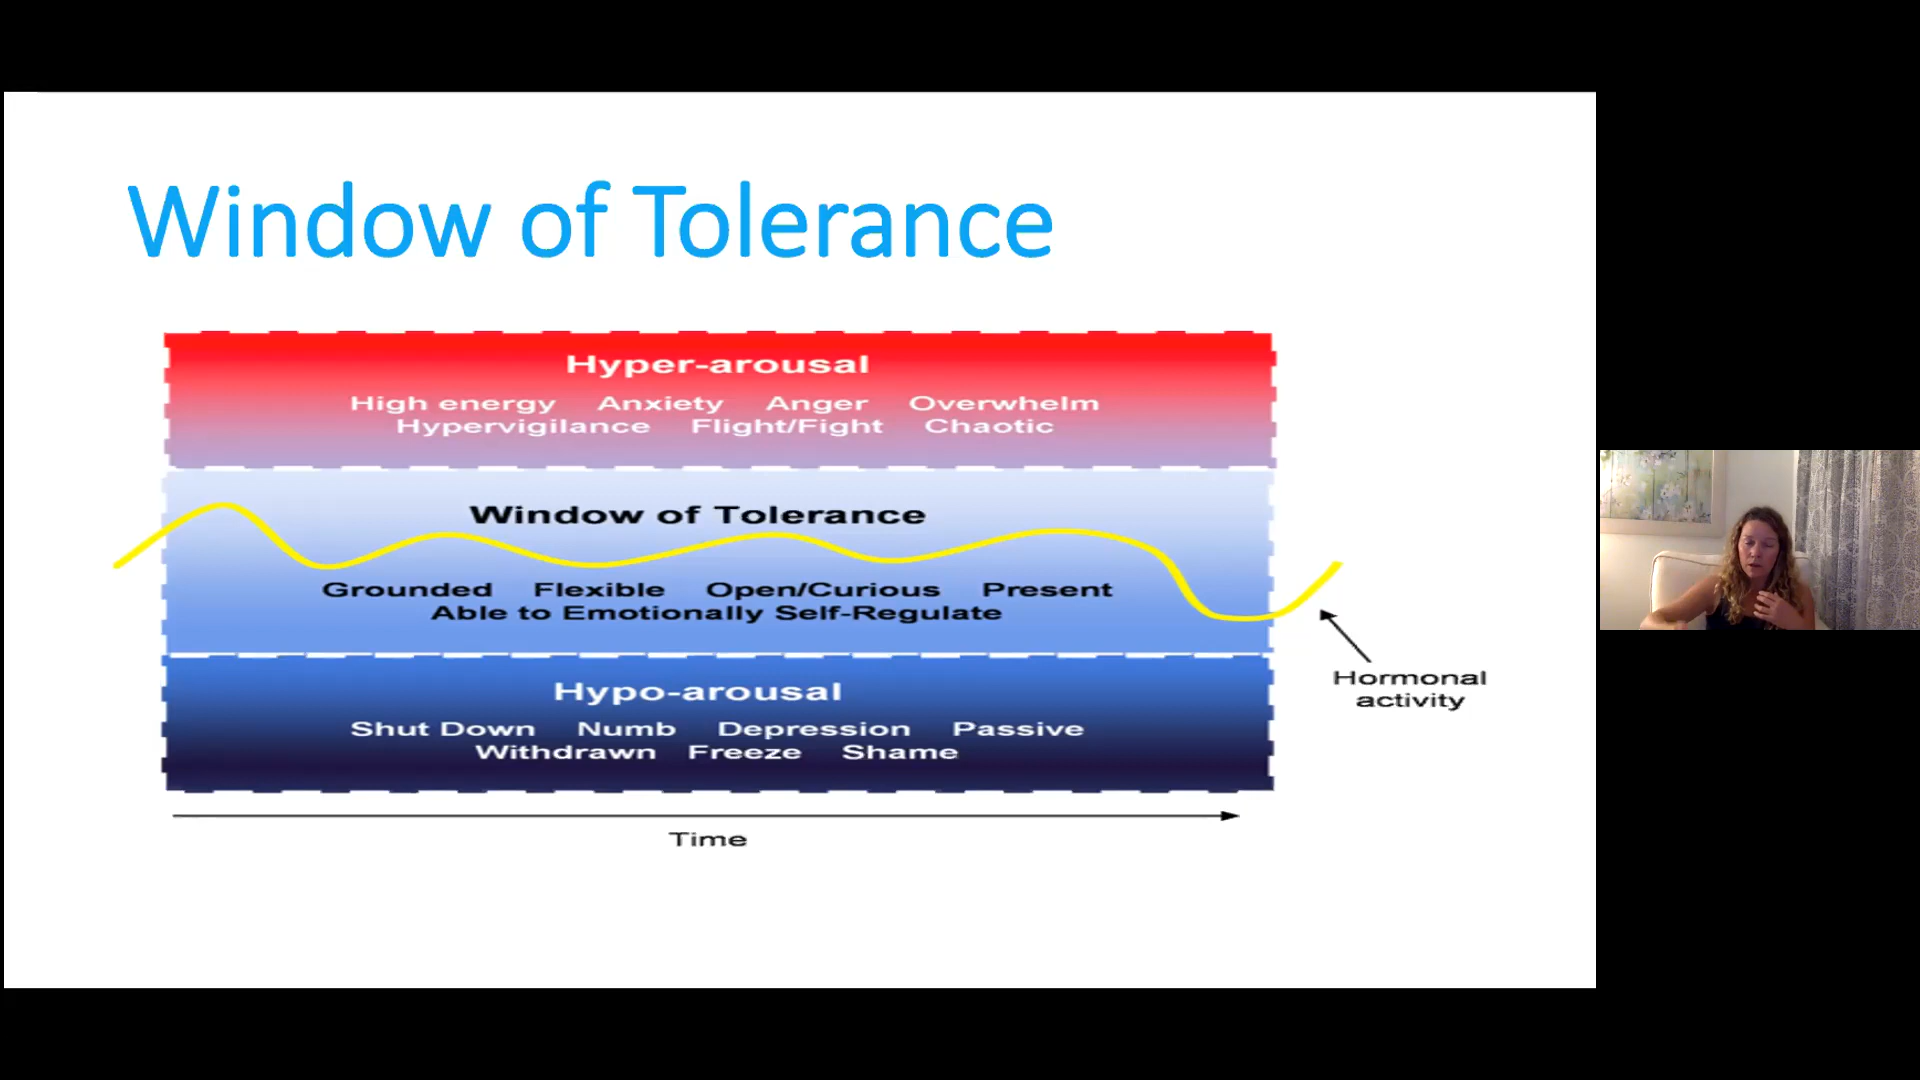 Window of Tolerance
Hyper-arousal
High energy Anxiety Anger Overwhelm
Hypervigilance Flight/Fight Chaotic
Window of Tolerance
Grounded Flexible Open/Curious Present
Able to Emotionally Self-Regulate
Hypo-arousal
Shut Down Numb Depression Passive
Withdrawn Freeze Shame
Hormonal
activity
Time